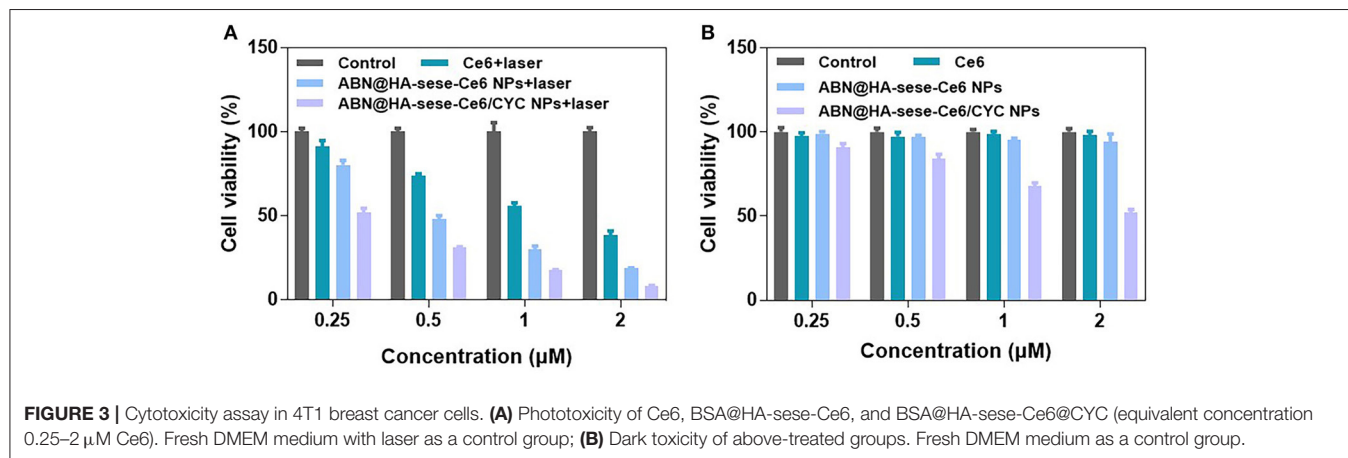 A
150
Control Ce6+laser
ABN@HA-sese-Ce6 NPs+laser
ABN@HA-sese-Ce6/CYC NPs+laser
100
50
0
Cell viability (%)
0.25 0.5 1 2
Concentration (μM)
B
150
Control Ce6
ABN@HA-sese-Ce6 NPs
ABN@HA-sese-Ce6/CYC NPs
100
50
0
Cell viability (%)
0.25 0.5 1 2
Concentration (μM)
FIGURE 3 | Cytotoxicity assay in 4T1 breast cancer cells. (A) Phototoxicity of Ce6, BSA@HA-sese-Ce6, and BSA@HA-sese-Ce6@CYC (equivalent concentration
0.25–2 μM Ce6). Fresh DMEM medium with laser as a control group; (B) Dark toxicity of above-treated groups. Fresh DMEM medium as a control group.